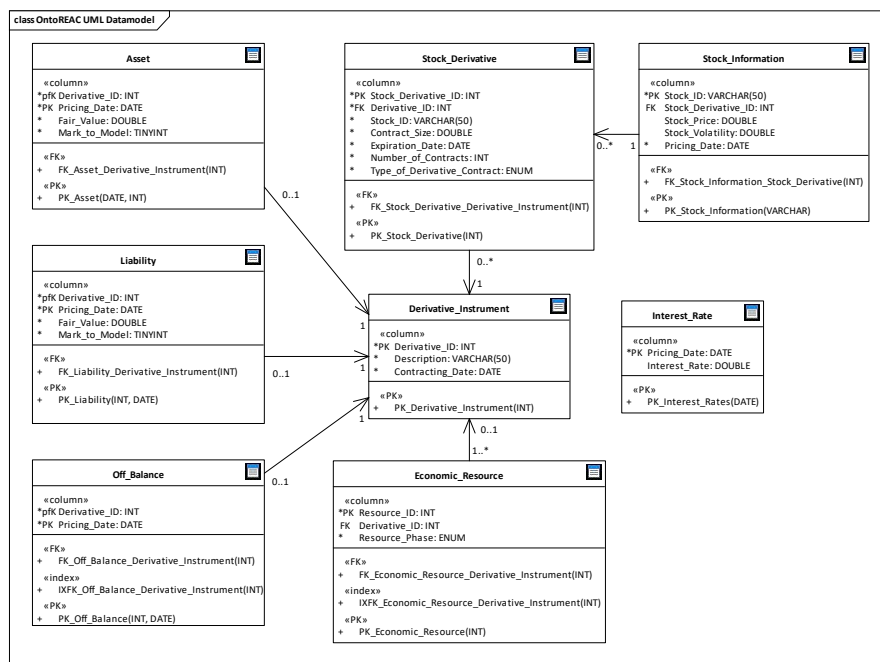 class OntoREAC UML Datamodel
Asset
«column»
*pfK Derivative_ID: INT
*PK Pricing_Date: DATE
* Fair_Value: DOUBLE
* Mark_to_Model: TINYINT
«FK»
+ FK_Asset_Derivative_Instrument(INT)
«PK»
+ PK_Asset(DATE, INT)
Stock_Derivative
«column»
*PK Stock_Derivative_ID: INT
*FK Derivative_ID: INT
* Stock_ID: VARCHAR(50)
* Contract_Size: DOUBLE
* Expiration_Date: DATE
* Number_of_Contracts: INT
* Type_of_Derivative_Contract: ENUM
«FK»
+ FK_Stock_Derivative_Derivative_Instrument(INT)
«PK»
+ PK_Stock_Derivative(INT)
Stock_Information
«column»
*PK Stock_ID: VARCHAR(50)
FK Stock_Derivative_ID: INT
Stock_Price: DOUBLE
Stock_Volatility: DOUBLE
* Pricing_Date: DATE
«FK»
+ FK_Stock_Information_Stock_Derivative(INT)
«PK»
+ PK_Stock_Information(VARCHAR)
0..*
1
0..1
1
0..*
1
Liability
«column»
*pfK Derivative_ID: INT
*PK Pricing_Date: DATE
* Fair_Value: DOUBLE
* Mark_to_Model: TINYINT
«FK»
+ FK_Liability_Derivative_Instrument(INT)
«PK»
+ PK_Liability(INT, DATE)
0..1
1
Derivative_Instrument
«column»
*PK Derivative_ID: INT
* Description: VARCHAR(50)
* Contracting_Date: DATE
«PK»
+ PK_Derivative_Instrument(INT)
Interest_Rate
«column»
*PK Pricing_Date: DATE
Interest_Rate: DOUBLE
«PK»
+ PK_Interest_Rates(DATE)
1
0..1
0..1
1..*
Off_Balance
«column»
*pfK Derivative_ID: INT
*PK Pricing_Date: DATE
«FK»
+ FK_Off_Balance_Derivative_Instrument(INT)
«index»
+ IXFK_Off_Balance_Derivative_Instrument(INT)
«PK»
+ PK_Off_Balance(INT, DATE)
Economic_Resource
«column»
*PK Resource_ID: INT
FK Derivative_ID: INT
* Resource_Phase: ENUM
«FK»
+ FK_Economic_Resource_Derivative_Instrument(INT)
«index»
+ IXFK_Economic_Resource_Derivative_Instrument(INT)
«PK»
+ PK_Economic_Resource(INT)